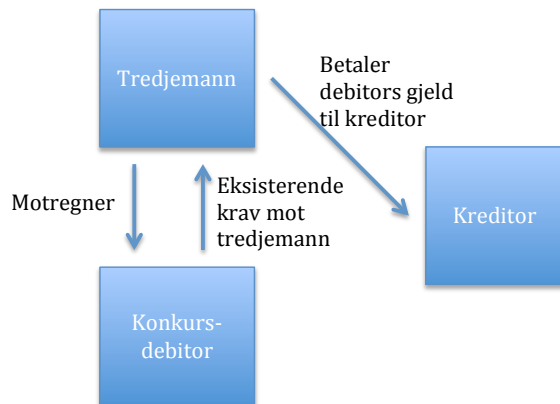 Tredjemann
Betaler
debitors gjeld
til kreditor
Motregner
Eksisterende
krav mot
tredjemann
Kreditor
Konkurs-
debitor